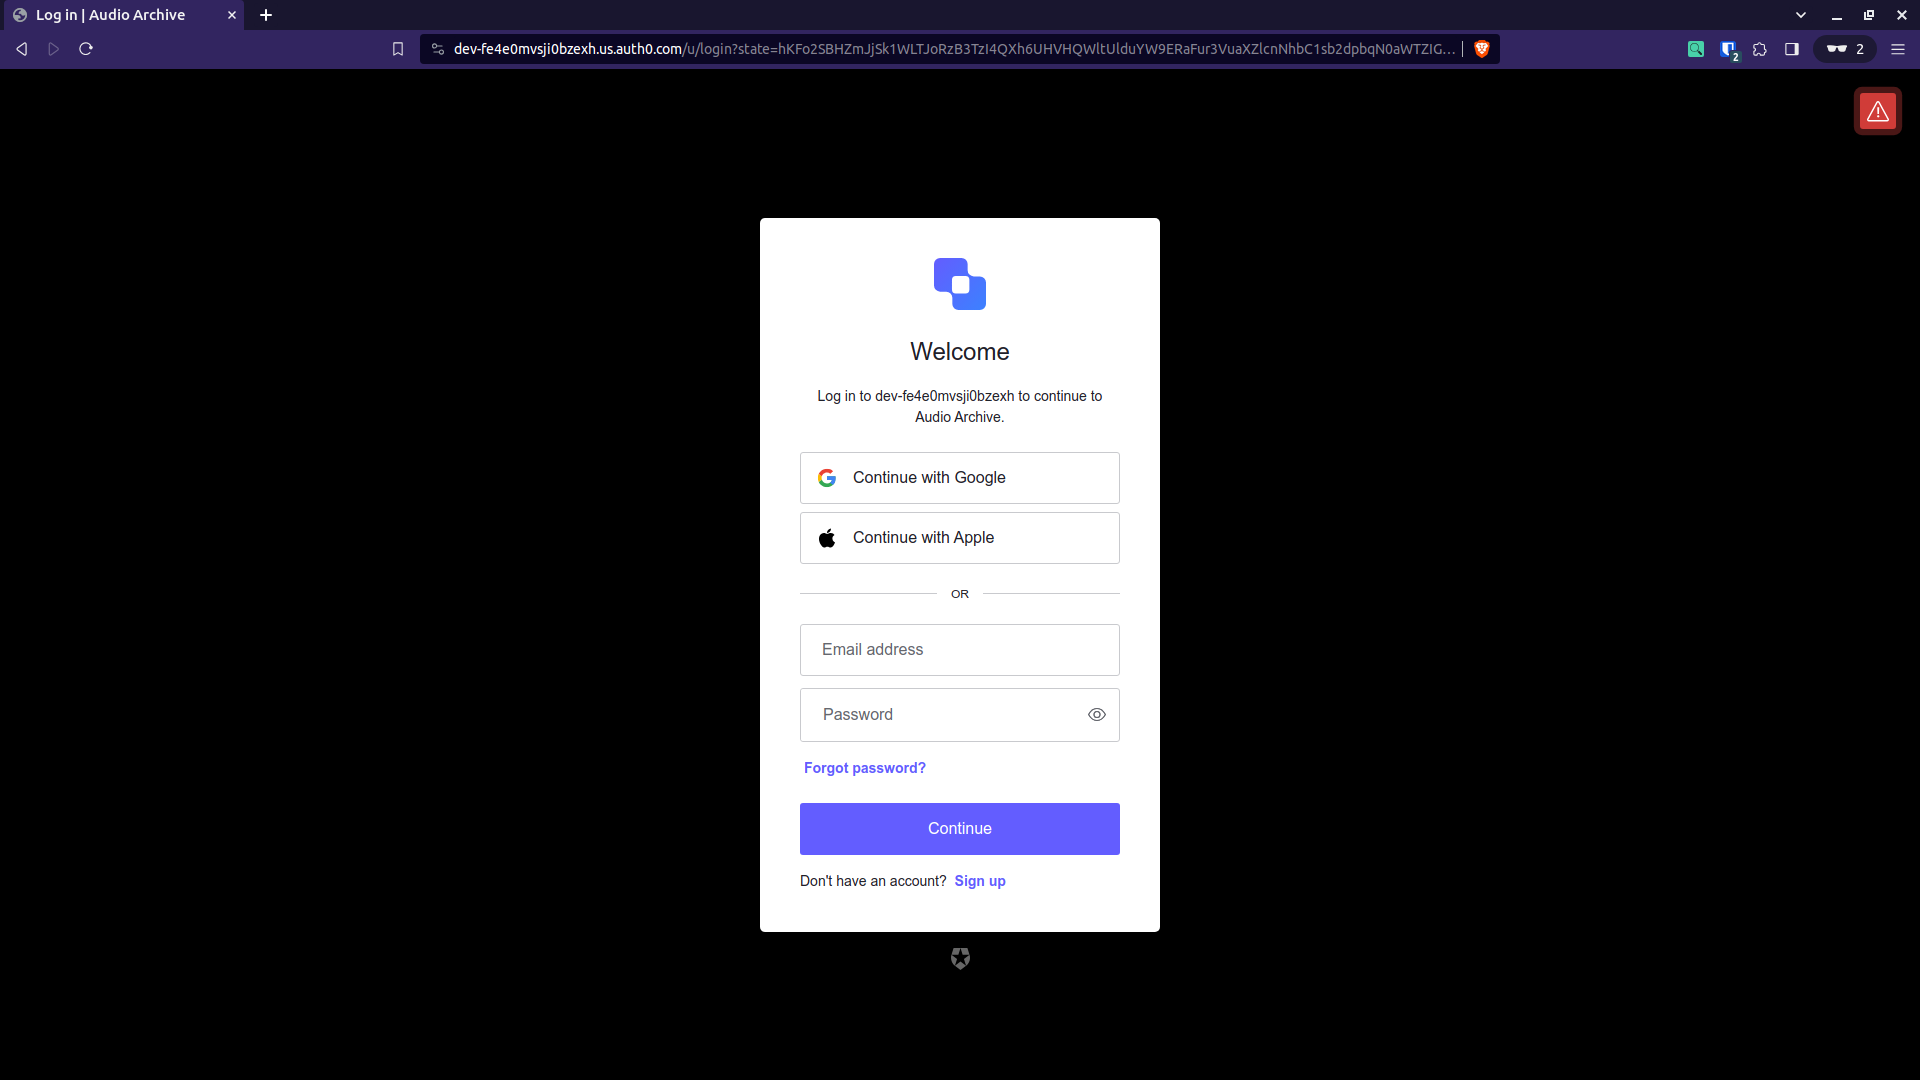 Log in | Audio Archive
dev-fe4e0mvsji0bzexh.us.auth0.com/u/login?state=hKFo2SBHZmJjSk1WLTJoRzB3TzI4QXh6UHVHQWltUlduYW9ERaFur3VuaXZlcnNhbC1sb2dpbqN0aWTZIG...
2
2
Welcome
Log in to dev-fe4e0mvsji0bzexh to continue to
Audio Archive.
Continue with Google
Continue with Apple
OR
Email address
Password
Forgot password?
Continue
Don't have an account? Sign up